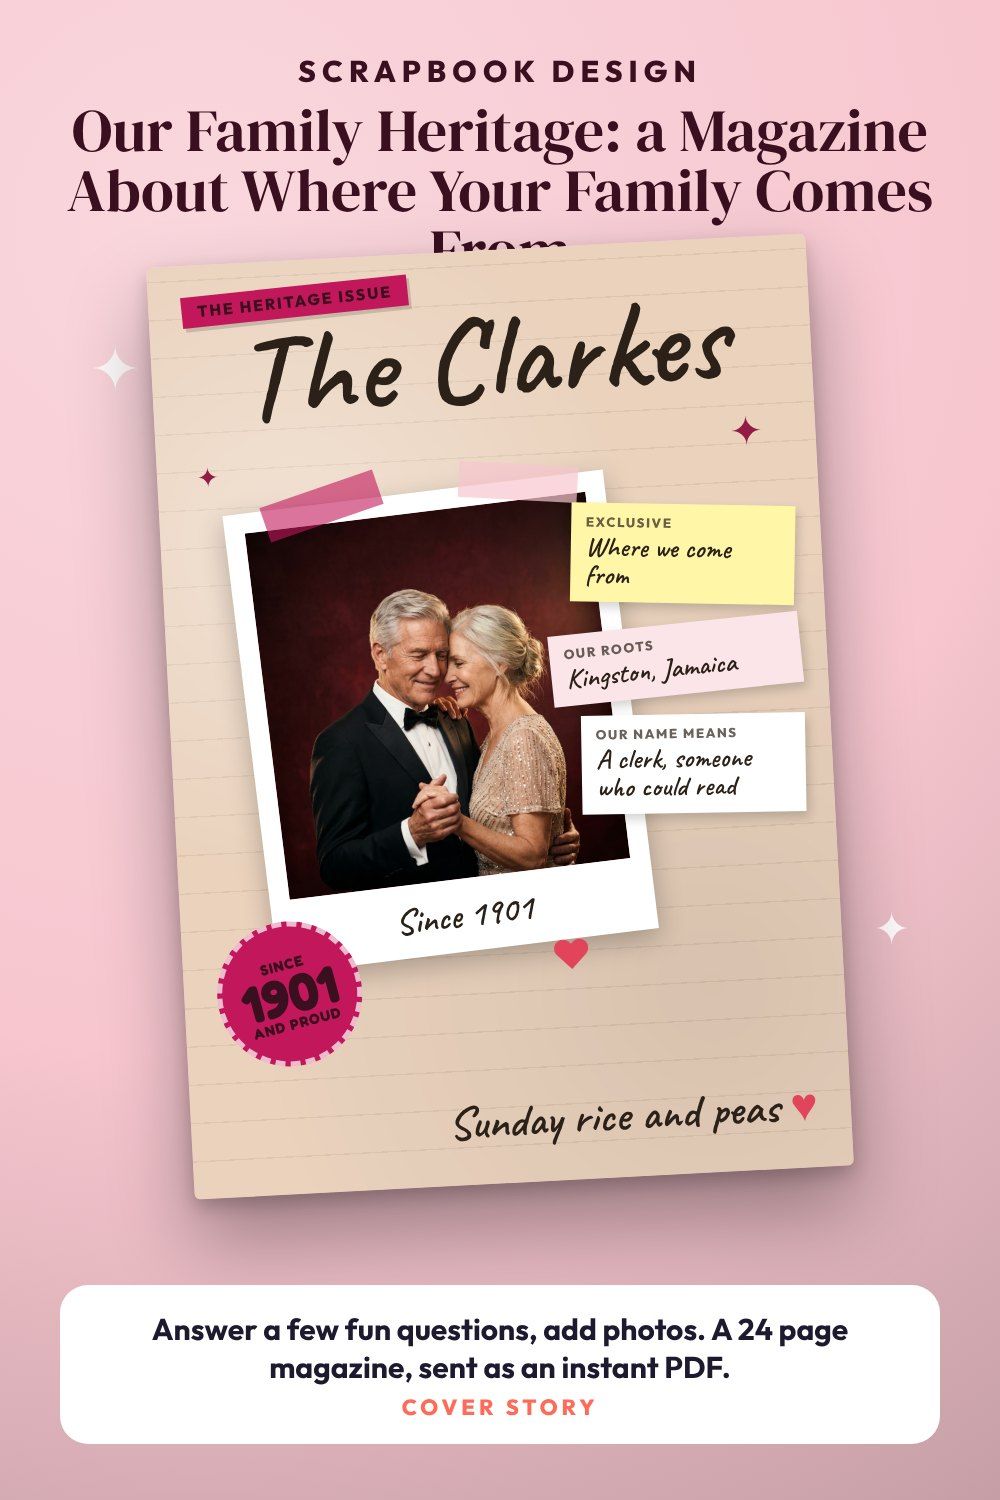 SCRAPBOOK DESIGN
Our Family Heritage: a Magazine
About Where Your Family Comes
From
THE HERITAGE ISSUE
The Clarkes
EXCLUSIVE
Where we come
from
OUR ROOTS
Kingston, Jamaica
OUR NAME MEANS
A clerk, someone
who could read
Since 1901
SINCE
1901
AND PROUD
Sunday rice and peas
Answer a few fun questions, add photos. A 24 page
magazine, sent as an instant PDF.
COVER STORY